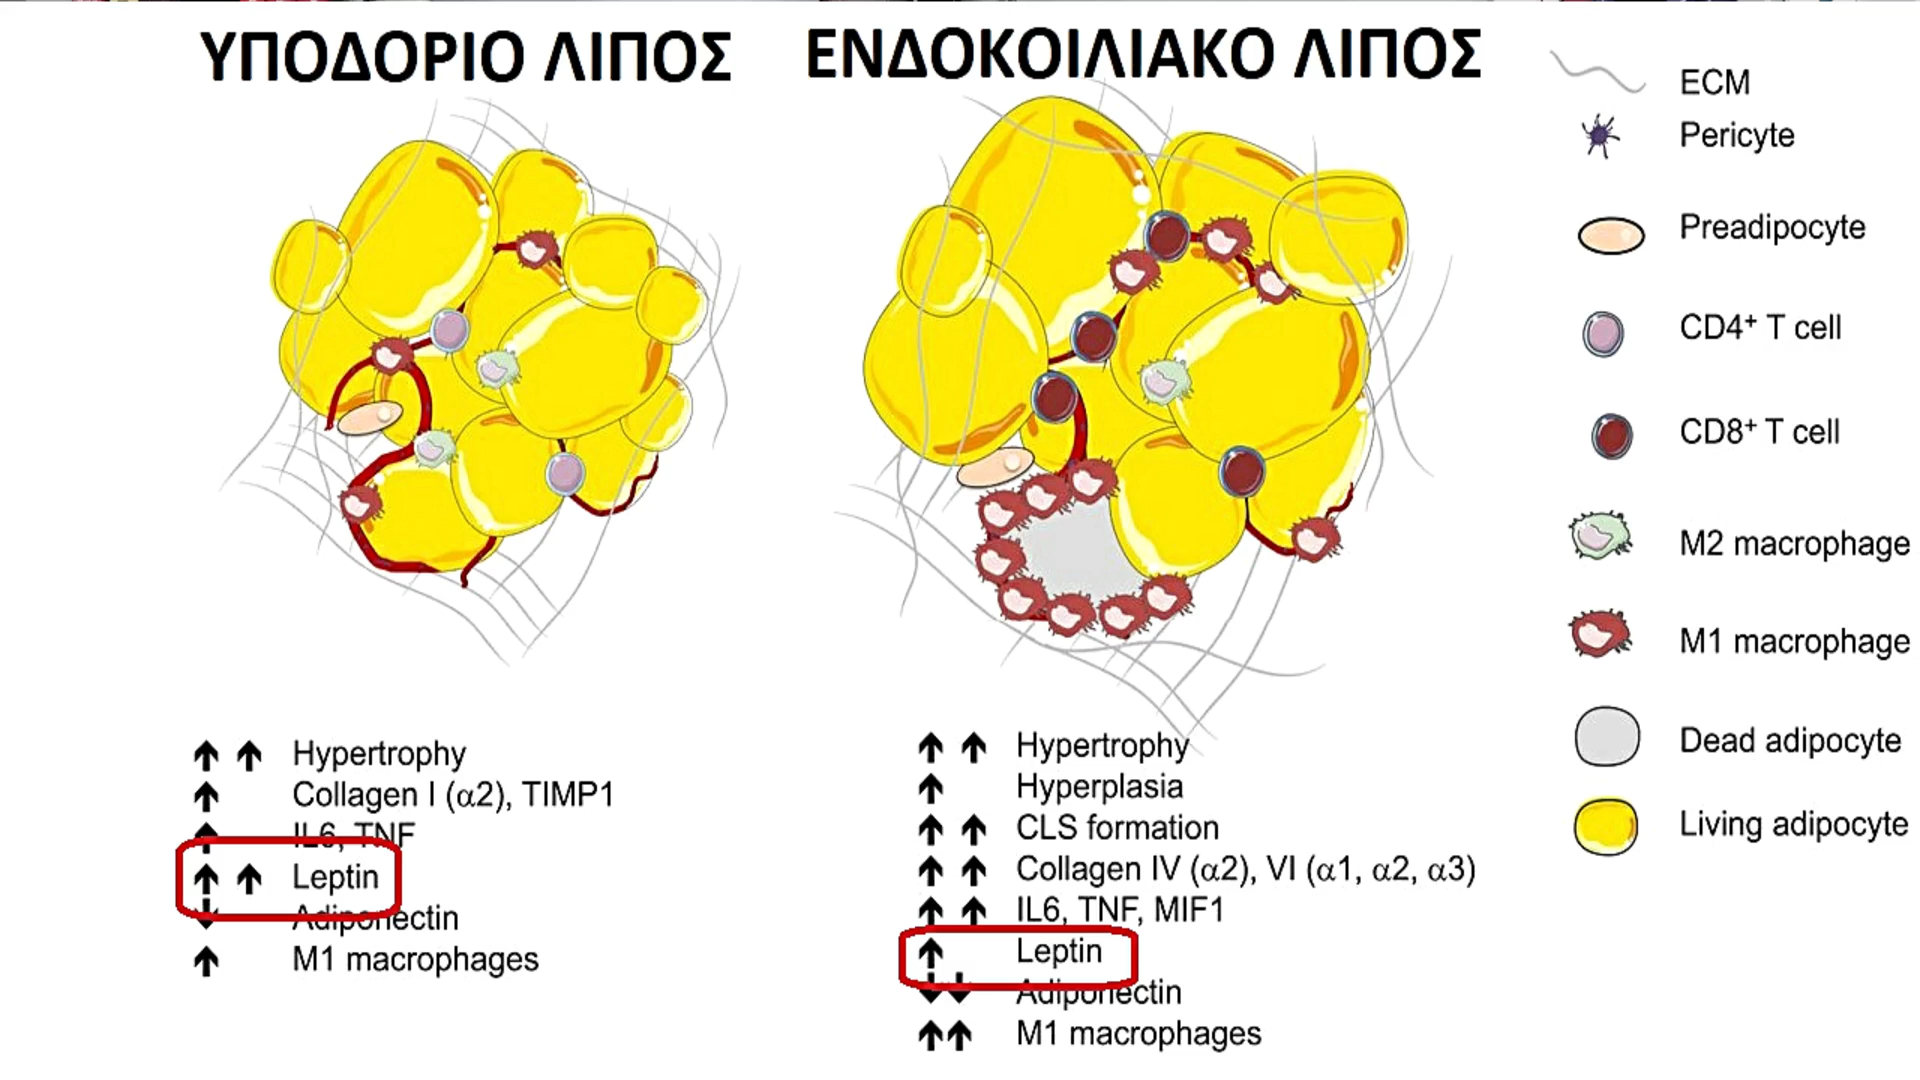 ΥΠΟΔΟΡΙΟ ΛΙΠΟΣ
↑ ↑ Hypertrophy
↑ Collagen I (α2), TIMP1
↑ IL6, TNF
↑ ↑ Leptin
↓ Adiponectin
↑ M1 macrophages
ΕΝΔΟΚΟΙΛΙΑΚΟ ΛΙΠΟΣ
↑ ↑ Hypertrophy
↑ Hyperplasia
↑ ↑ CLS formation
↑ ↑ Collagen IV (α2), VI (α1, α2, α3)
↑ ↑ IL6, TNF, MIF1
↑ Leptin
↓↓ Adiponectin
↑↑ M1 macrophages
ECM
Pericyte
Preadipocyte
CD4⁺ T cell
CD8⁺ T cell
M2 macrophage
M1 macrophage
Dead adipocyte
Living adipocyte